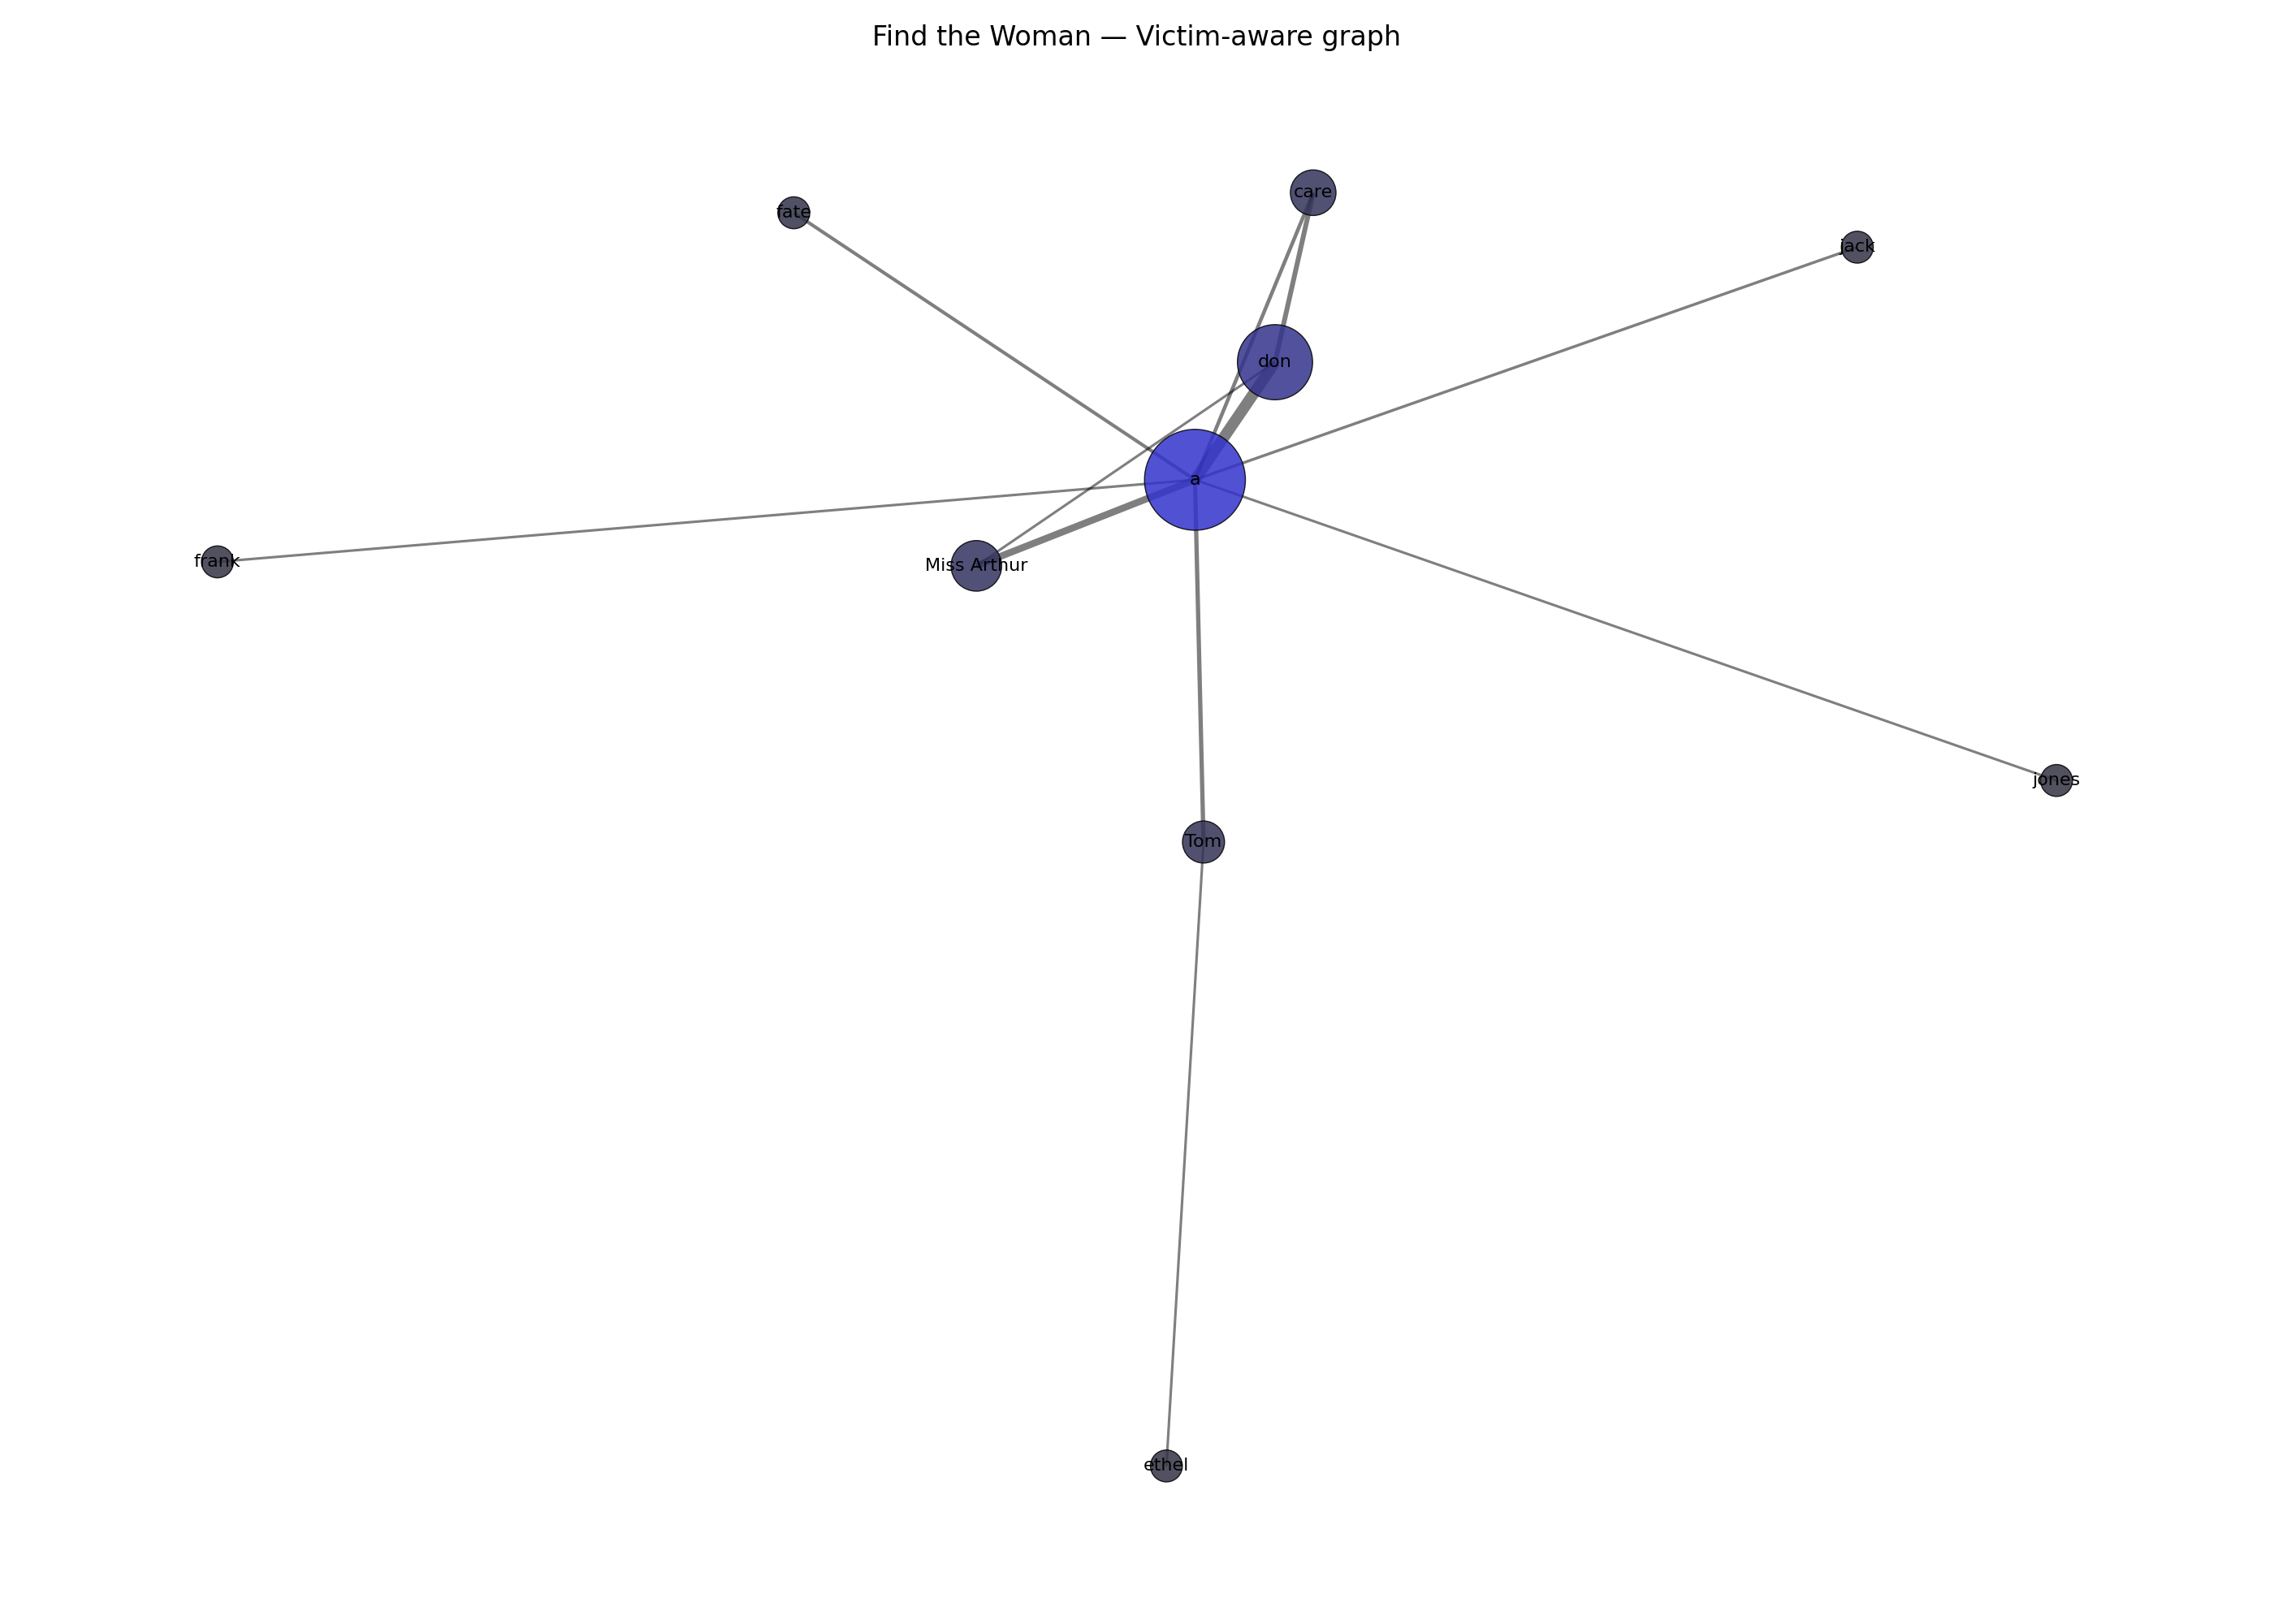 Find the Woman — Victim-aware graph
care
fate
jack
don
a
frank
Miss Arthur
jones
Tom
ethel